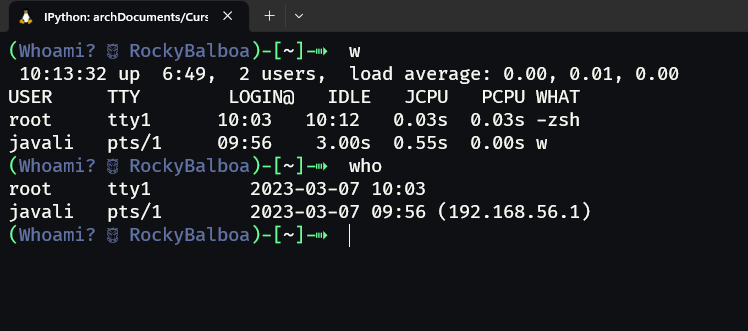 IPython: archDocuments/Curs
(Whoami? RockyBalboa)-[~]-➟ w
10:13:32 up  6:49,  2 users,  load average: 0.00, 0.01, 0.00
USER     TTY        LOGIN@   IDLE   JCPU   PCPU WHAT
root     tty1      10:03   10:12   0.03s  0.03s -zsh
javali   pts/1     09:56    3.00s  0.55s  0.00s w
(Whoami? RockyBalboa)-[~]-➟ who
root     tty1         2023-03-07 10:03
javali   pts/1        2023-03-07 09:56 (192.168.56.1)
(Whoami? RockyBalboa)-[~]-➟